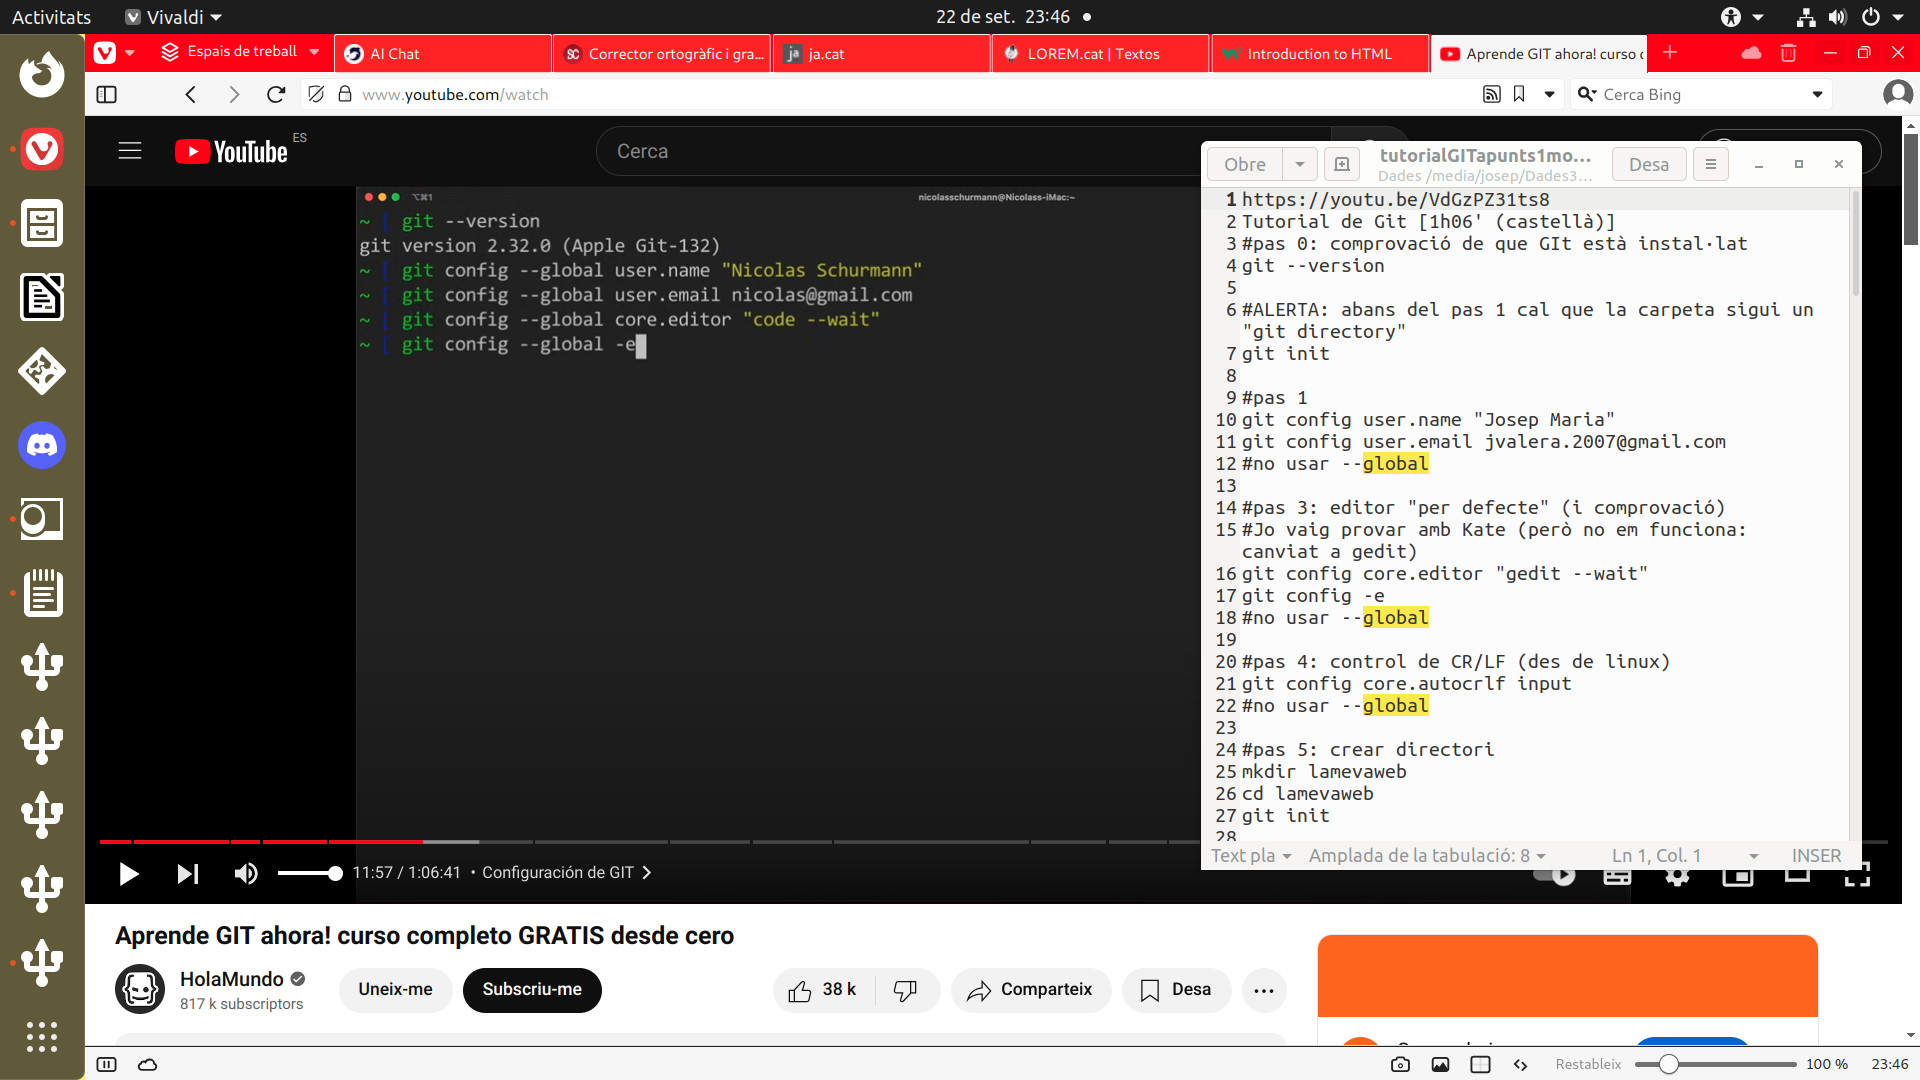 Activitats
Vivaldi
22 de set. 23:46
Espais de treball
AI Chat
Corrector ortogràfic i gra...
ja.cat
LOREM.cat | Textos
Introduction to HTML
Aprende GIT ahora! curso c
www.youtube.com/watch
Cerca Bing
YouTube
ES
Cerca
⌥⌘1
nicolasschurmann@Nicolass-iMac:~
~ [ git --version
git version 2.32.0 (Apple Git-132)
~ [ git config --global user.name "Nicolas Schurmann"
~ [ git config --global user.email nicolas@gmail.com
~ [ git config --global core.editor "code --wait"
~ [ git config --global -e
Obre
tutorialGITapunts1mo...
Dades /media/josep/Dades3...
Desa
1 https://youtu.be/VdGzPZ31ts8
2 Tutorial de Git [1h06' (castellà)]
3 #pas 0: comprovació de que GIt està instal·lat
4 git --version
5
6 #ALERTA: abans del pas 1 cal que la carpeta sigui un
"git directory"
7 git init
8
9 #pas 1
10 git config user.name "Josep Maria"
11 git config user.email jvalera.2007@gmail.com
12 #no usar --global
13
14 #pas 3: editor "per defecte" (i comprovació)
15 #Jo vaig provar amb Kate (però no em funciona:
canviat a gedit)
16 git config core.editor "gedit --wait"
17 git config -e
18 #no usar --global
19
20 #pas 4: control de CR/LF (des de linux)
21 git config core.autocrlf input
22 #no usar --global
23
24 #pas 5: crear directori
25 mkdir lamevaweb
26 cd lamevaweb
27 git init
28
Text pla
Amplada de la tabulació: 8
Ln 1, Col. 1
INSER
11:57 / 1:06:41 • Configuración de GIT
Aprende GIT ahora! curso completo GRATIS desde cero
HolaMundo
817 k subscriptors
Uneix-me
Subscriu-me
38 k
Comparteix
Desa
Restableix
100 %
23:46